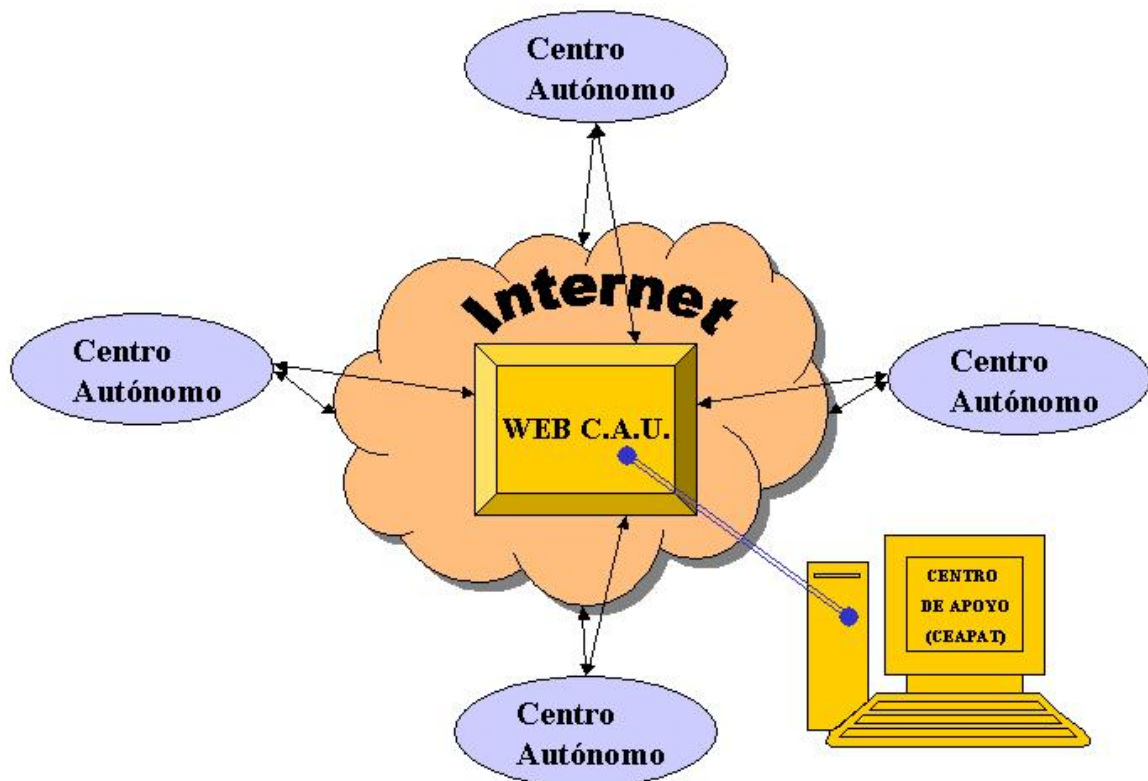 Centro
Autónomo
Internet
Centro
Autónomo
Centro
Autónomo
WEB C.A.U.
CENTRO
DE APOYO
(CEAPAT)
Centro
Autónomo